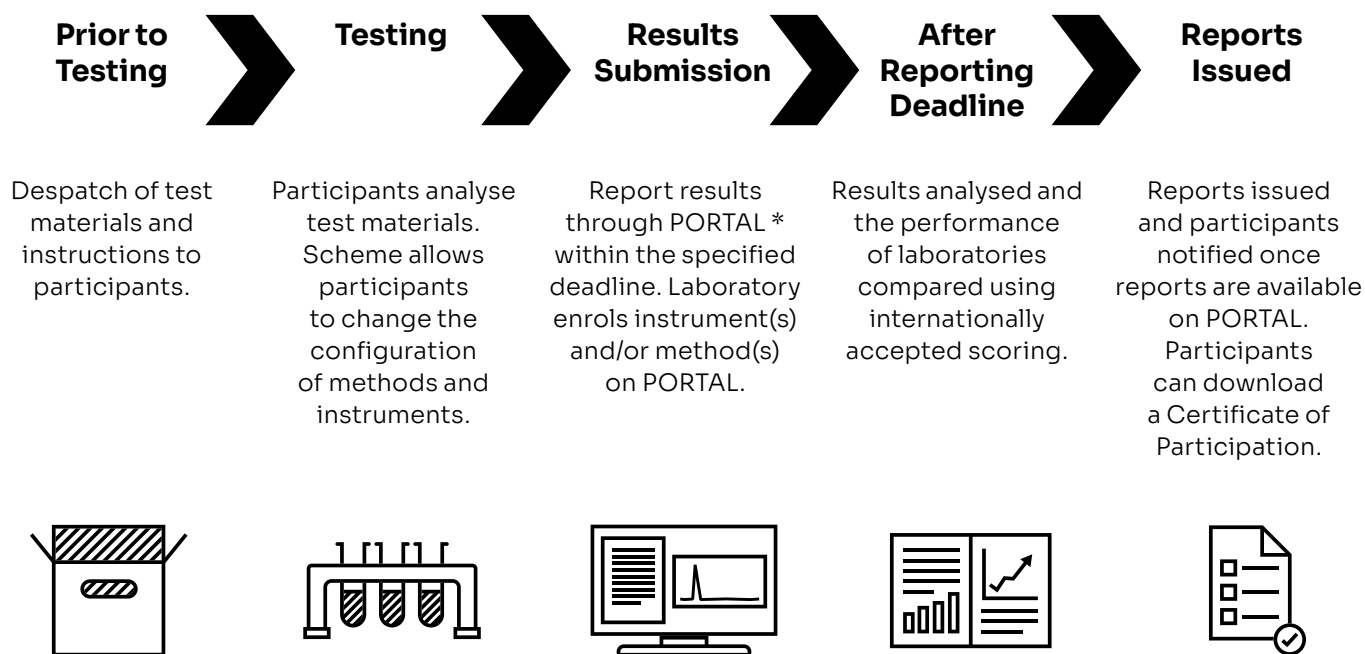 Prior to
Testing
Testing
Results
Submission
After
Reporting
Deadline
Reports
Issued
Despatch of test
materials and
instructions to
participants.
Participants analyse
test materials.
Scheme allows
participants
to change the
configuration
of methods and
instruments.
Report results
through PORTAL *
within the specified
deadline. Laboratory
enrols instrument(s)
and/or method(s)
on PORTAL.
Results analysed and
the performance
of laboratories
compared using
internationally
accepted scoring.
Reports issued
and participants
notified once
reports are available
on PORTAL.
Participants
can download
a Certificate of
Participation.